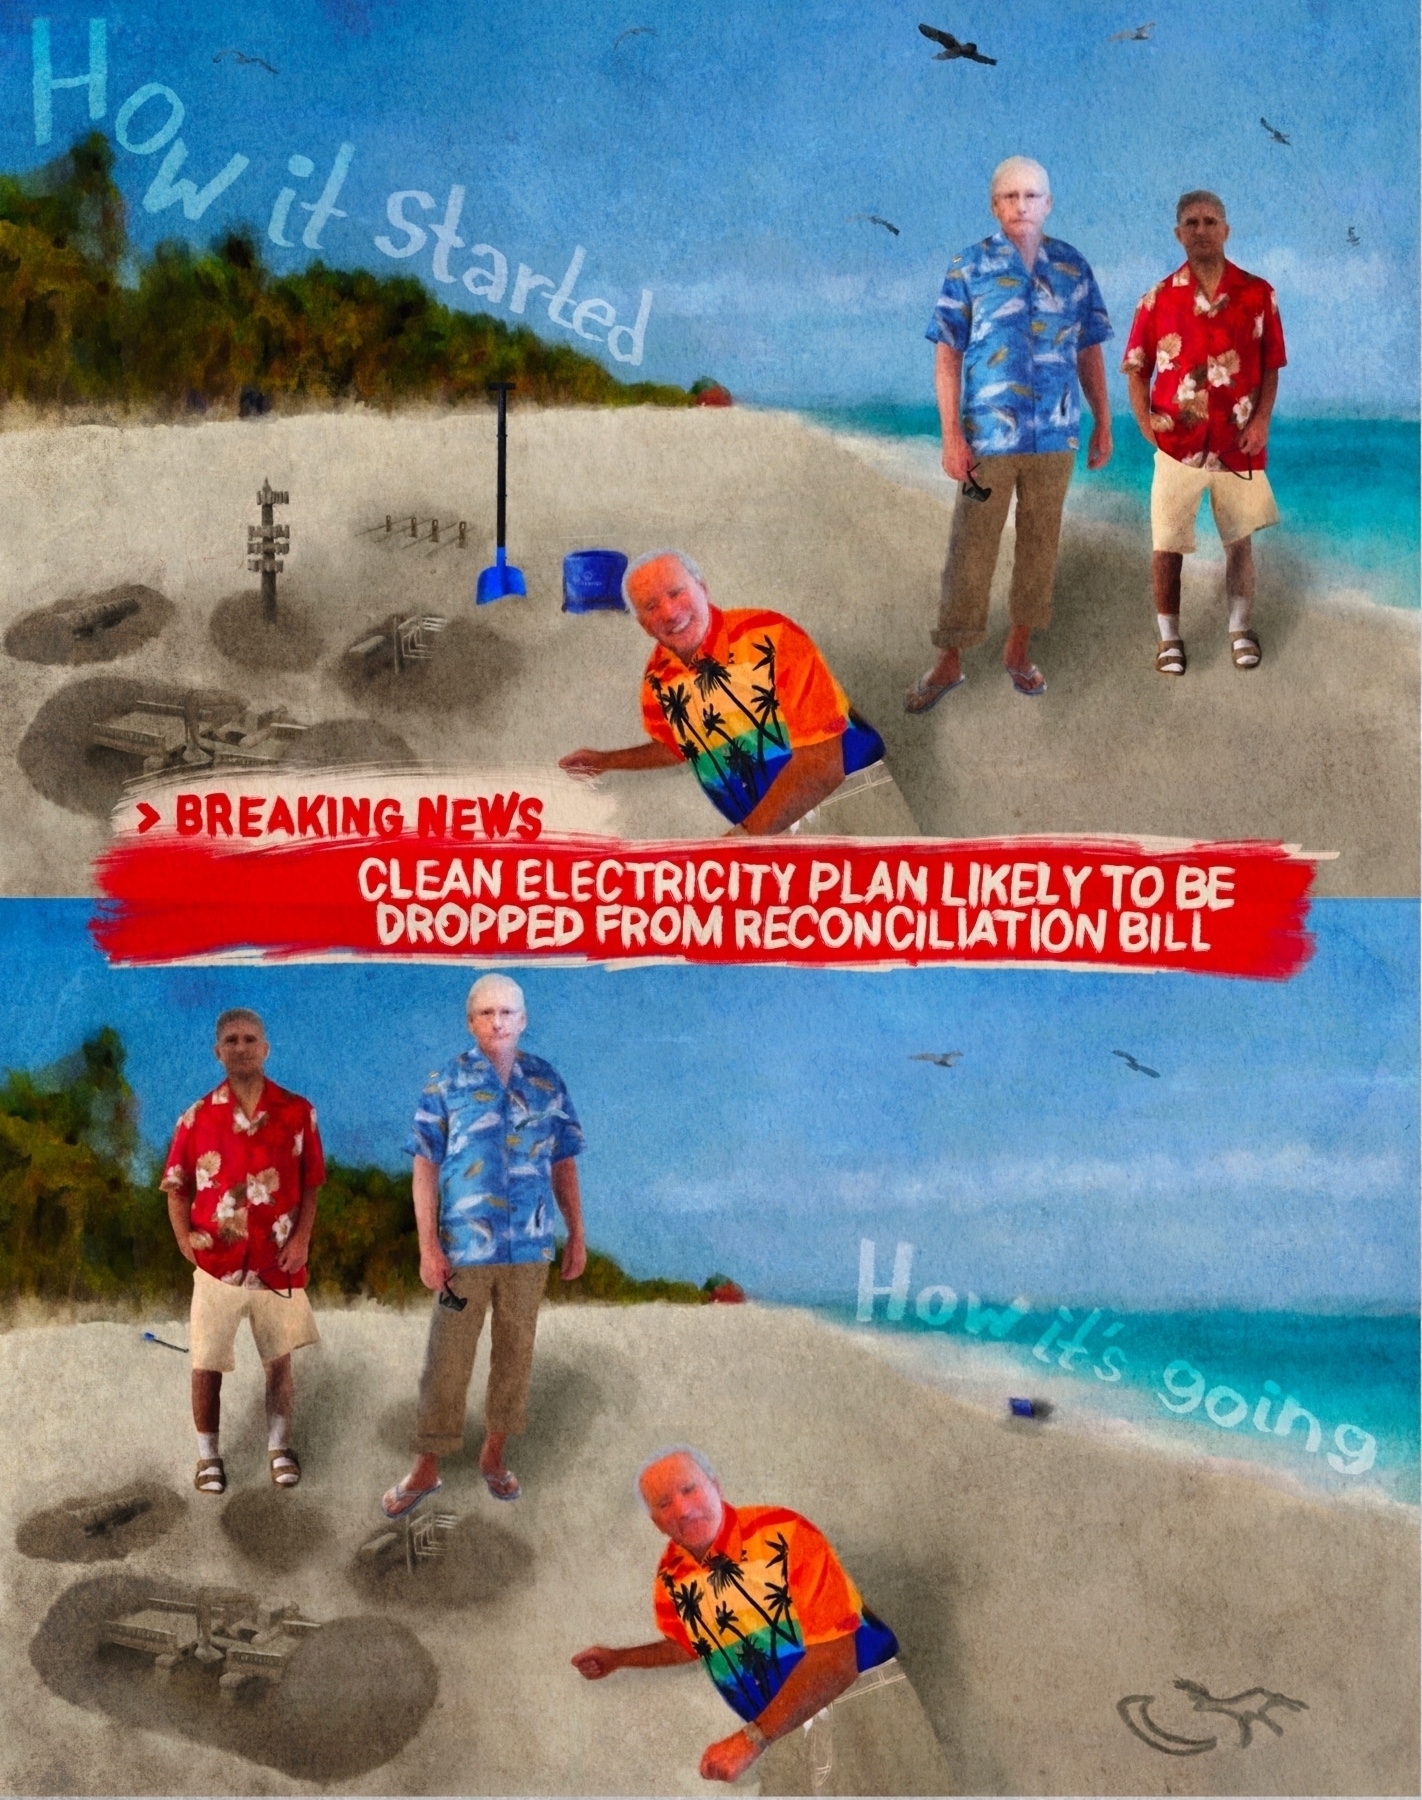 How it started
> BREAKING NEWS
CLEAN ELECTRICITY PLAN LIKELY TO BE
DROPPED FROM RECONCILIATION BILL
How it's going